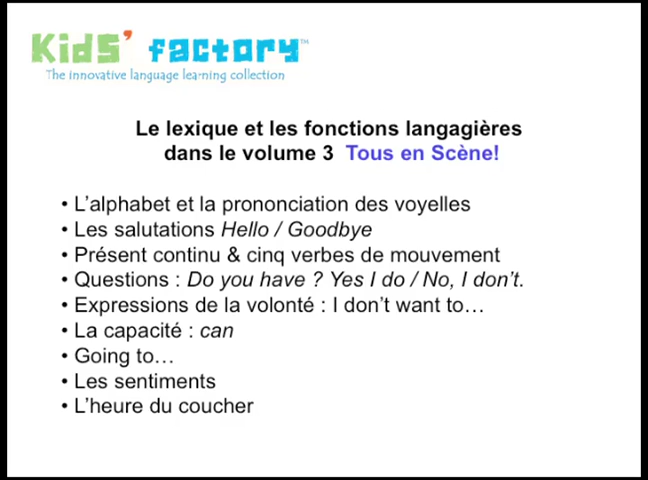 Kids' factory™
The innovative language learning collection
Le lexique et les fonctions langagières
dans le volume 3 Tous en Scène!
• L'alphabet et la prononciation des voyelles
• Les salutations Hello / Goodbye
• Présent continu & cinq verbes de mouvement
• Questions : Do you have ? Yes I do / No, I don't.
• Expressions de la volonté : I don't want to…
• La capacité : can
• Going to…
• Les sentiments
• L'heure du coucher